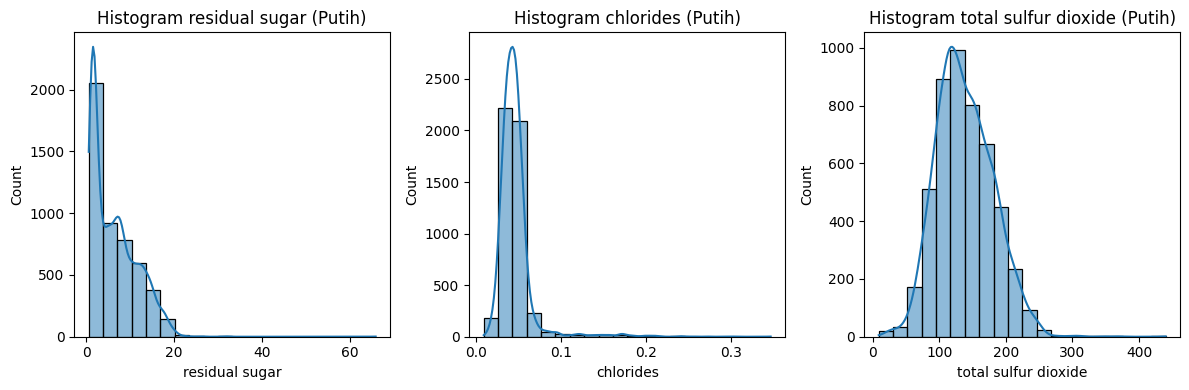 Histogram residual sugar (Putih)
Count
2000
1500
1000
500
0
0 20 40 60
residual sugar
Histogram chlorides (Putih)
Count
2500
2000
1500
1000
500
0
0.0 0.1 0.2 0.3
chlorides
Histogram total sulfur dioxide (Putih)
Count
1000
800
600
400
200
0
0 100 200 300 400
total sulfur dioxide